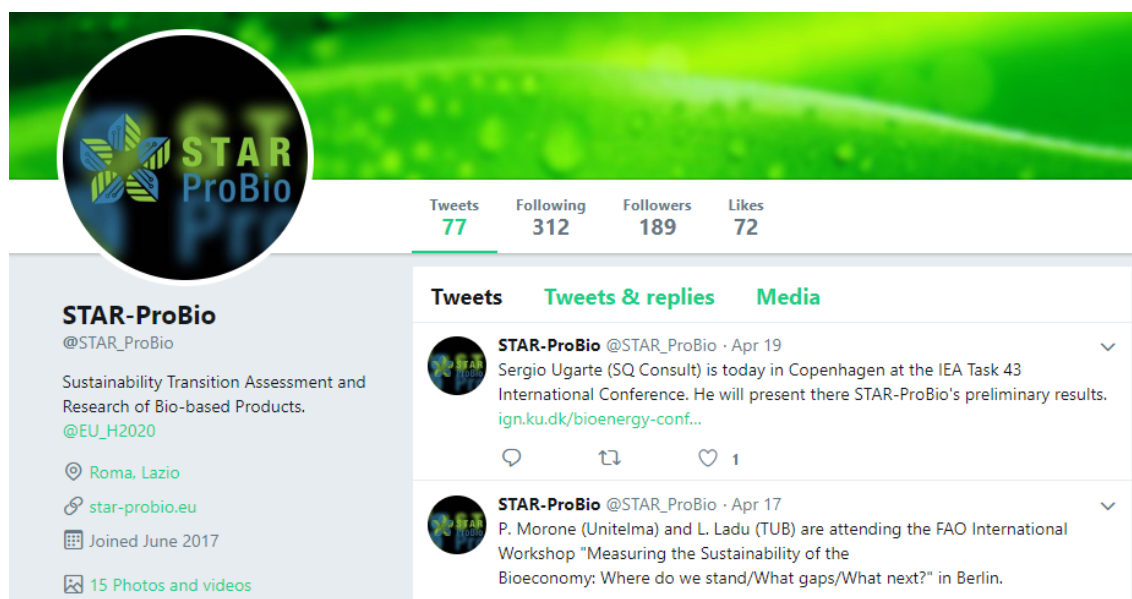 STAR
ProBio
Tweets Following Followers Likes
77 312 189 72
STAR-ProBio
@STAR_ProBio
Sustainability Transition Assessment and
Research of Bio-based Products.
@EU_H2020
Roma, Lazio
star-probio.eu
Joined June 2017
15 Photos and videos
Tweets Tweets & replies Media
STAR-ProBio @STAR_ProBio · Apr 19
Sergio Ugarte (SQ Consult) is today in Copenhagen at the IEA Task 43
International Conference. He will present there STAR-ProBio's preliminary results.
ign.ku.dk/bioenergy-conf...
1
STAR-ProBio @STAR_ProBio · Apr 17
P. Morone (Unitelma) and L. Ladu (TUB) are attending the FAO International
Workshop "Measuring the Sustainability of the
Bioeconomy: Where do we stand/What gaps/What next?" in Berlin.